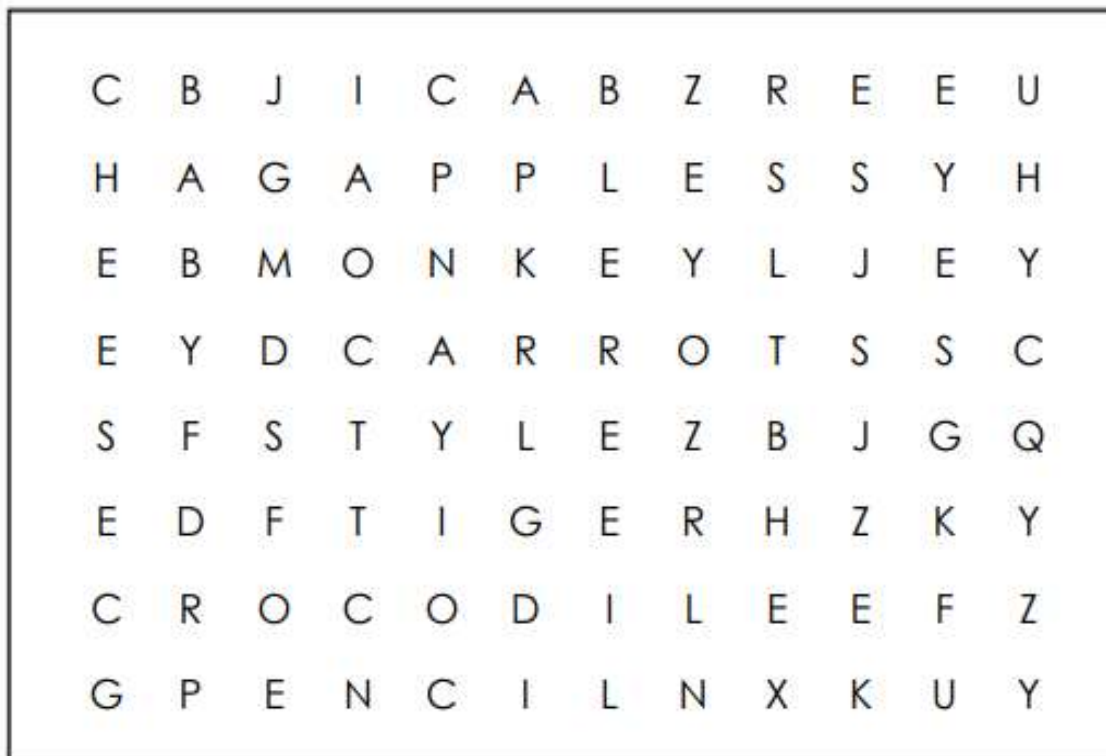 C B J I C A B Z R E E U
H A G A P P L E S S Y H
E B M O N K E Y L J E Y
E Y D C A R R O T S S C
S F S T Y L E Z B J G Q
E D F T I G E R H Z K Y
C R O C O D I L E E F Z
G P E N C I L N X K U Y